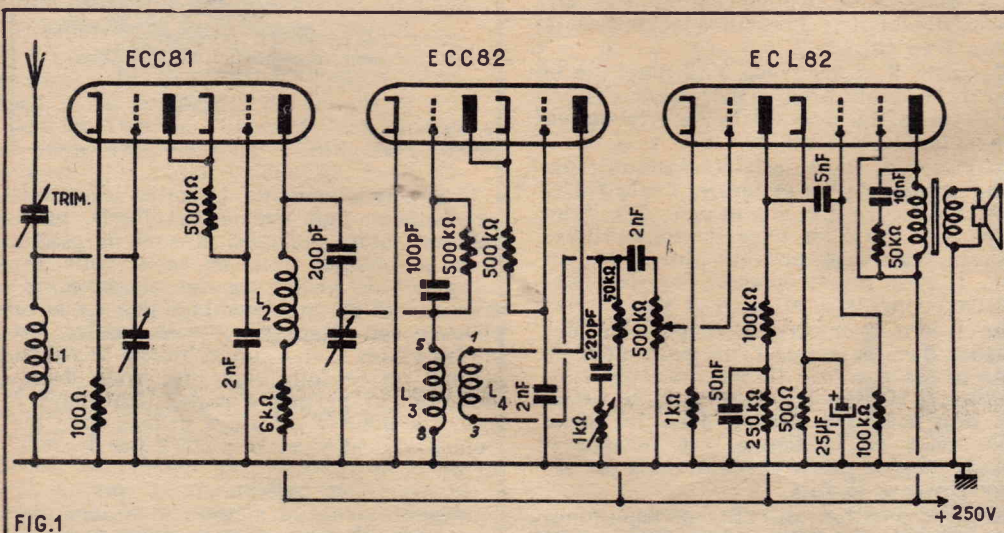 ECC81
ECC82
ECL82
TRIM.
L1
100Ω
500kΩ
2nF
L2
6kΩ
200pF
100pF
500kΩ
500kΩ
5
L3
6
1
L4
3
2nF
220pF
1kΩ
50kΩ
2nF
500kΩ
1kΩ
50nF
100kΩ
250kΩ
5nF
500Ω
25µF
+
100kΩ
10nF
50kΩ
+250V
FIG.1